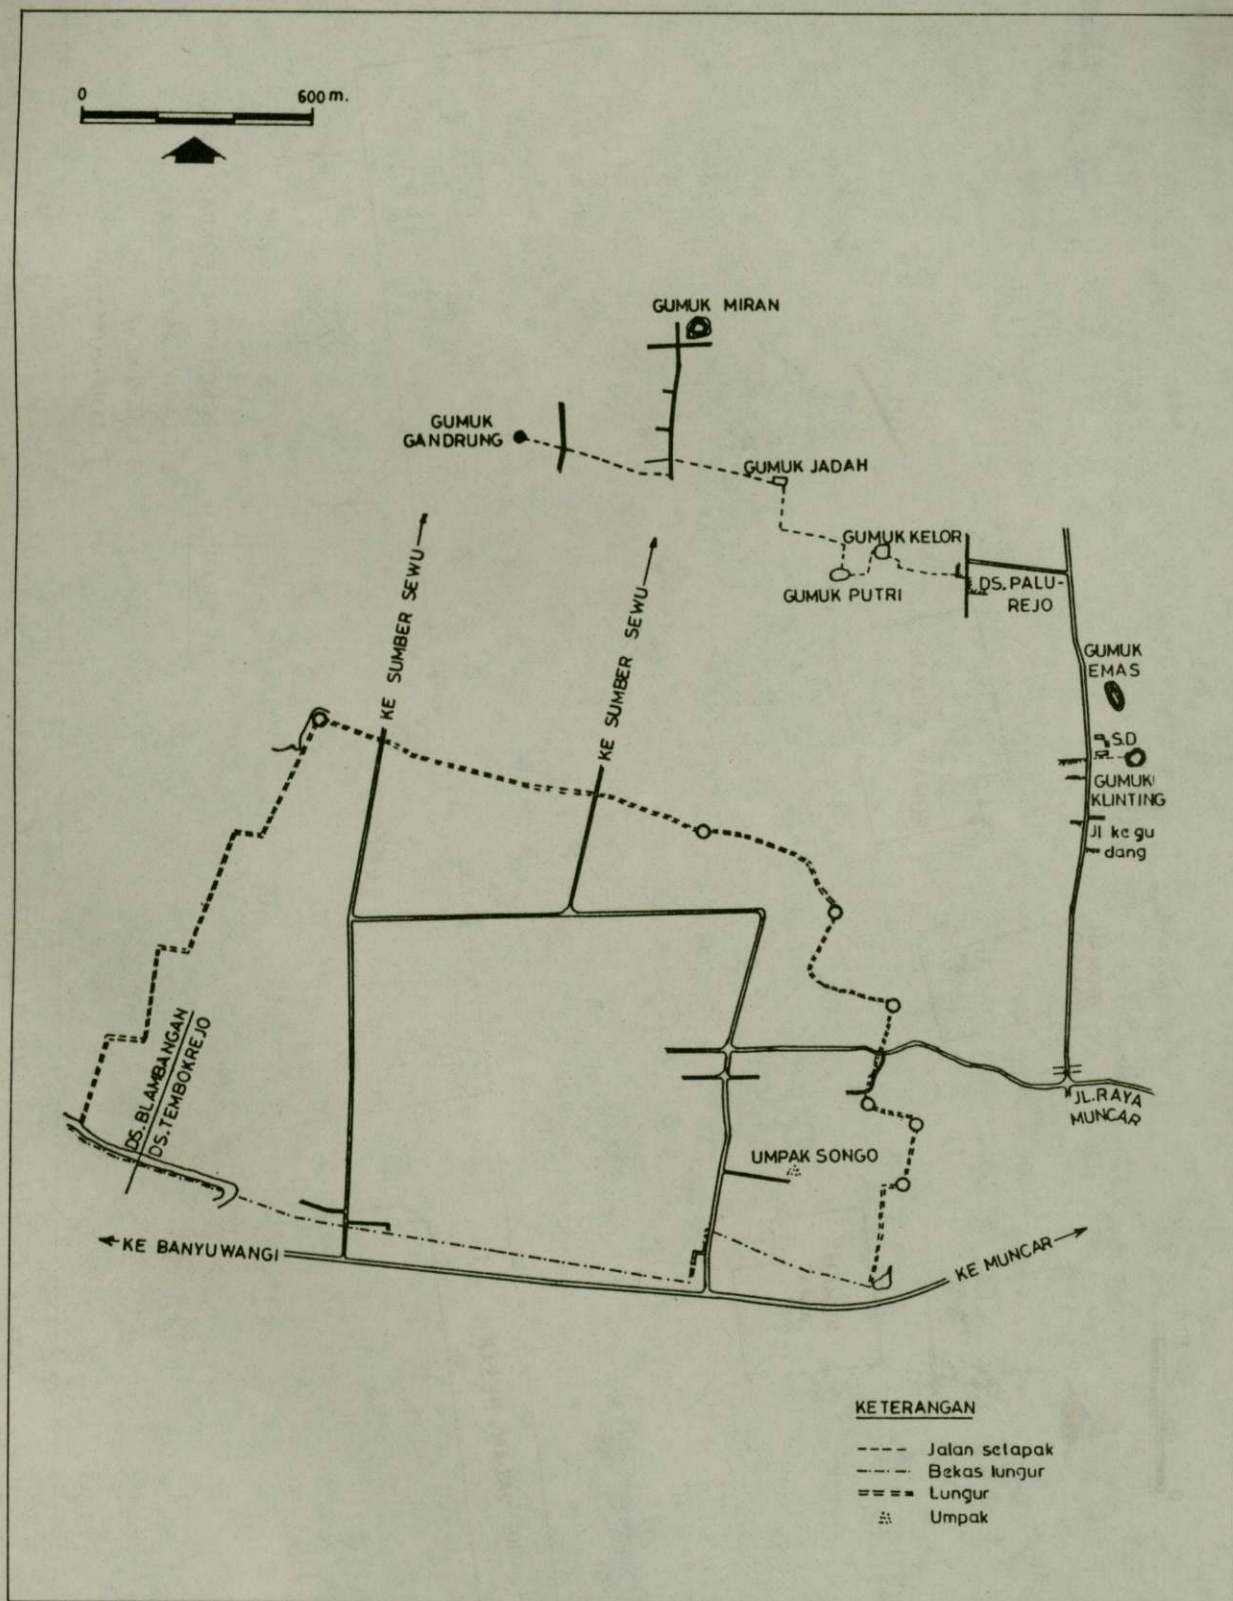 0 600 m.
GUMUK MIRAN
GUMUK
GANDRUNG
GUMUK JADAH
GUMUK KELOR
GUMUK PUTRI
DS. PALU-
REJO
KE SUMBER SEWU
KE SUMBER SEWU
GUMUK
EMAS
S.D
GUMUK
KLINTING
Jl ke gu
dang
DS. BLAMBANGAN
DS. TEMBOKREJO
JL. RAYA
MUNCAR
UMPAK SONGO
KE BANYUWANGI
KE MUNCAR
KETERANGAN
Jalan setapak
Bekas lungur
Lungur
Umpak